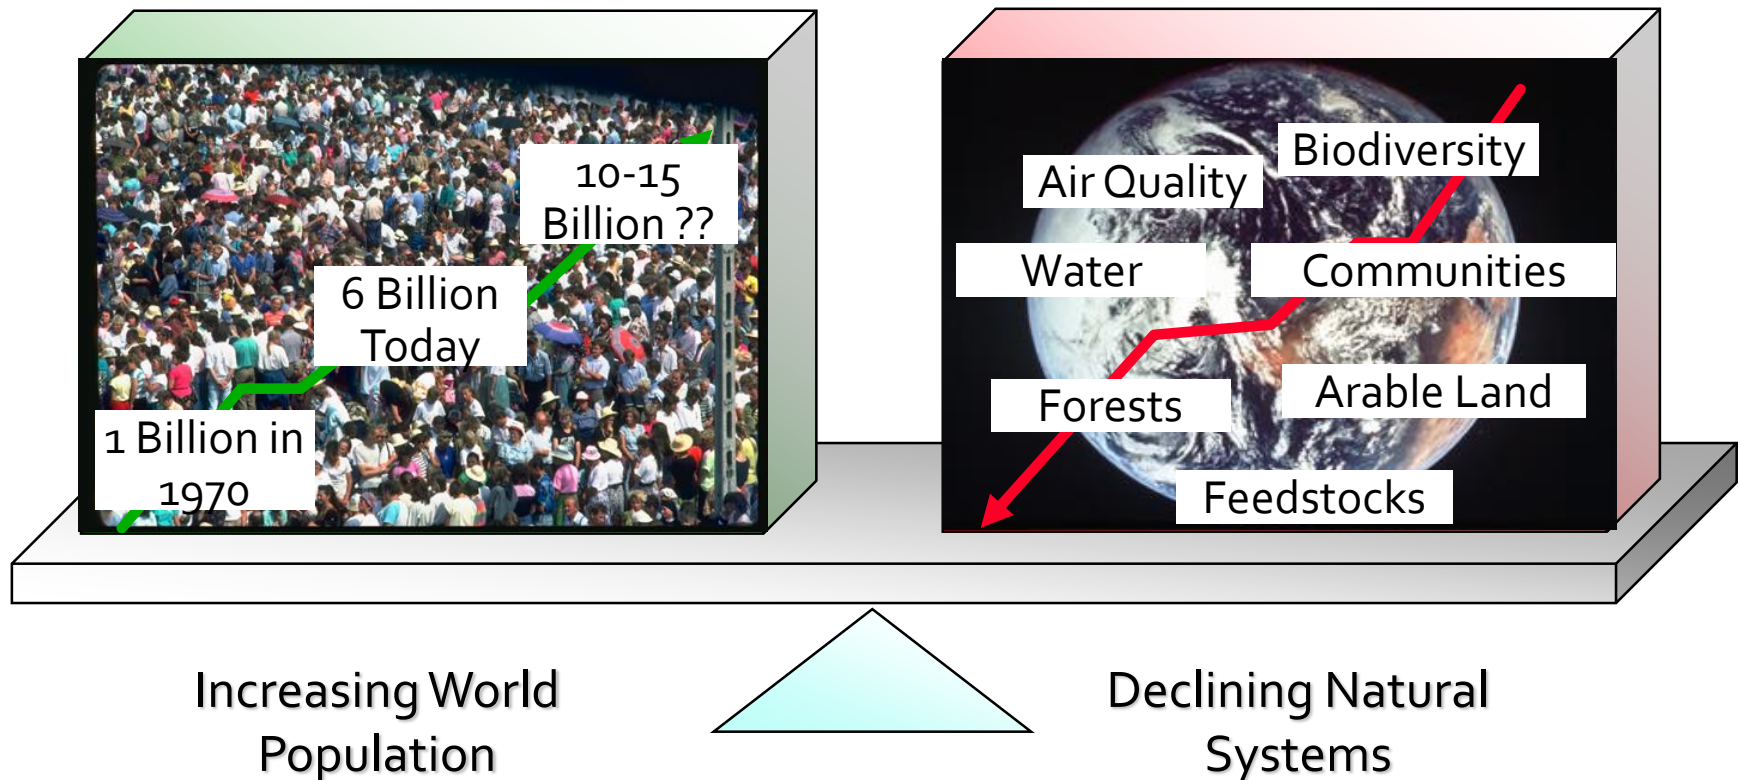 10-15
Billion ??
6 Billion
Today
1 Billion in
1970
Biodiversity
Air Quality
Water
Communities
Forests
Arable Land
Feedstocks
Increasing World
Population
Declining Natural
Systems